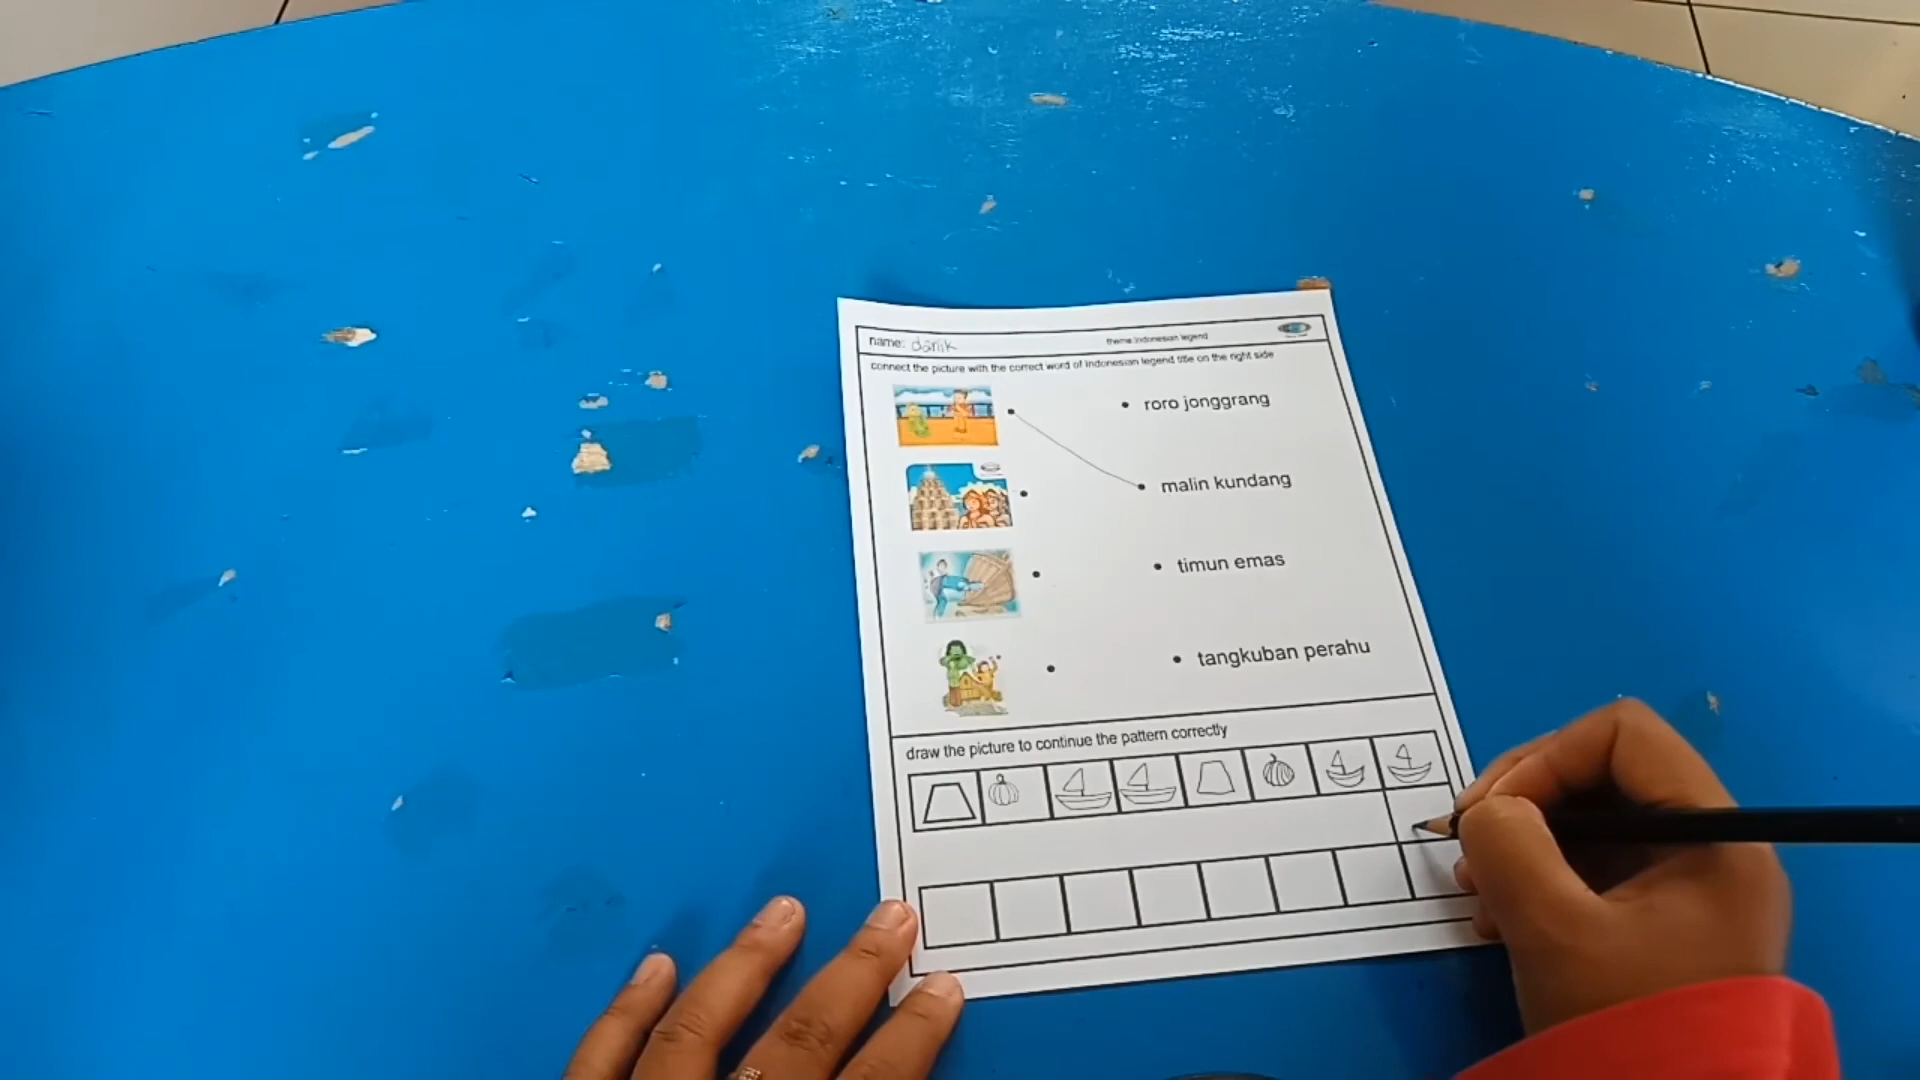 name: darik
theme:indonesian legend
connect the picture with the correct word of indonesian legend title on the right side
• roro jonggrang
• malin kundang
• timun emas
• tangkuban perahu
draw the picture to continue the pattern correctly